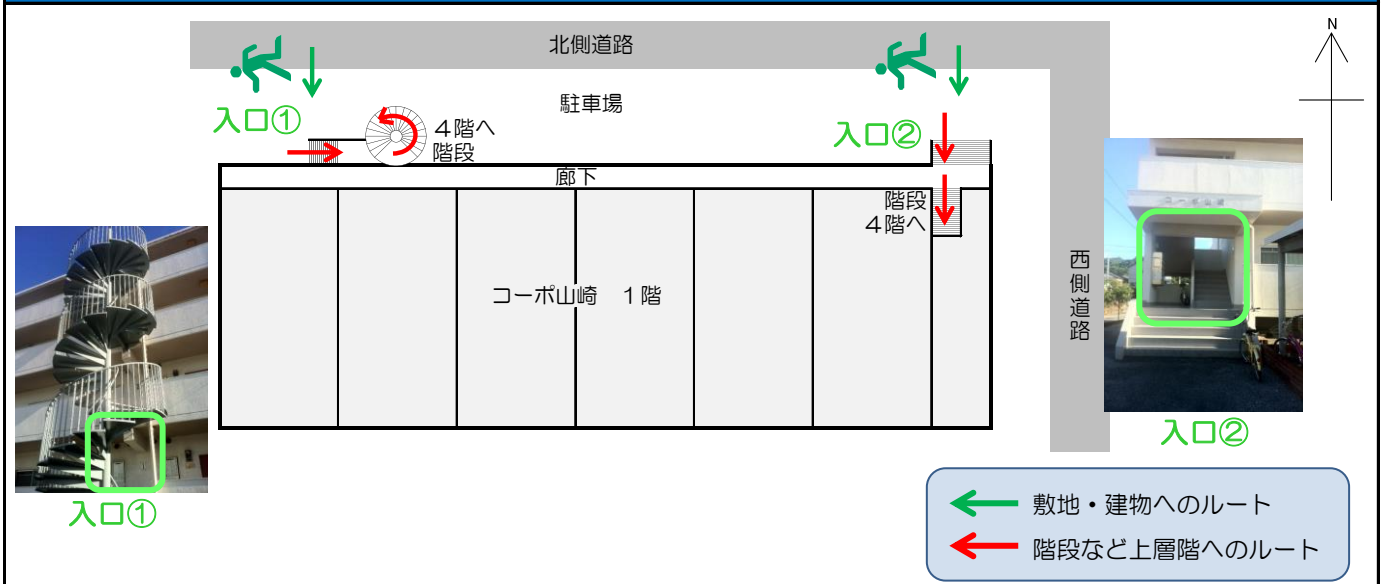 北側道路
N
入口①
駐車場
入口②
4階へ
階段
廊下
階段
4階へ
コーポ山崎 1階
西側道路
入口①
入口②
敷地・建物へのルート
階段など上層階へのルート